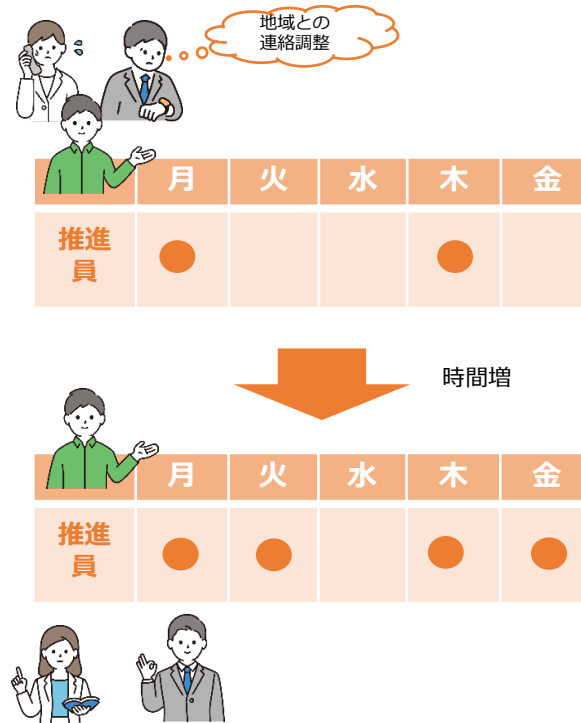 地域との
連絡調整
月 火 水 木 金
推進
員
時間増
月 火 水 木 金
推進
員